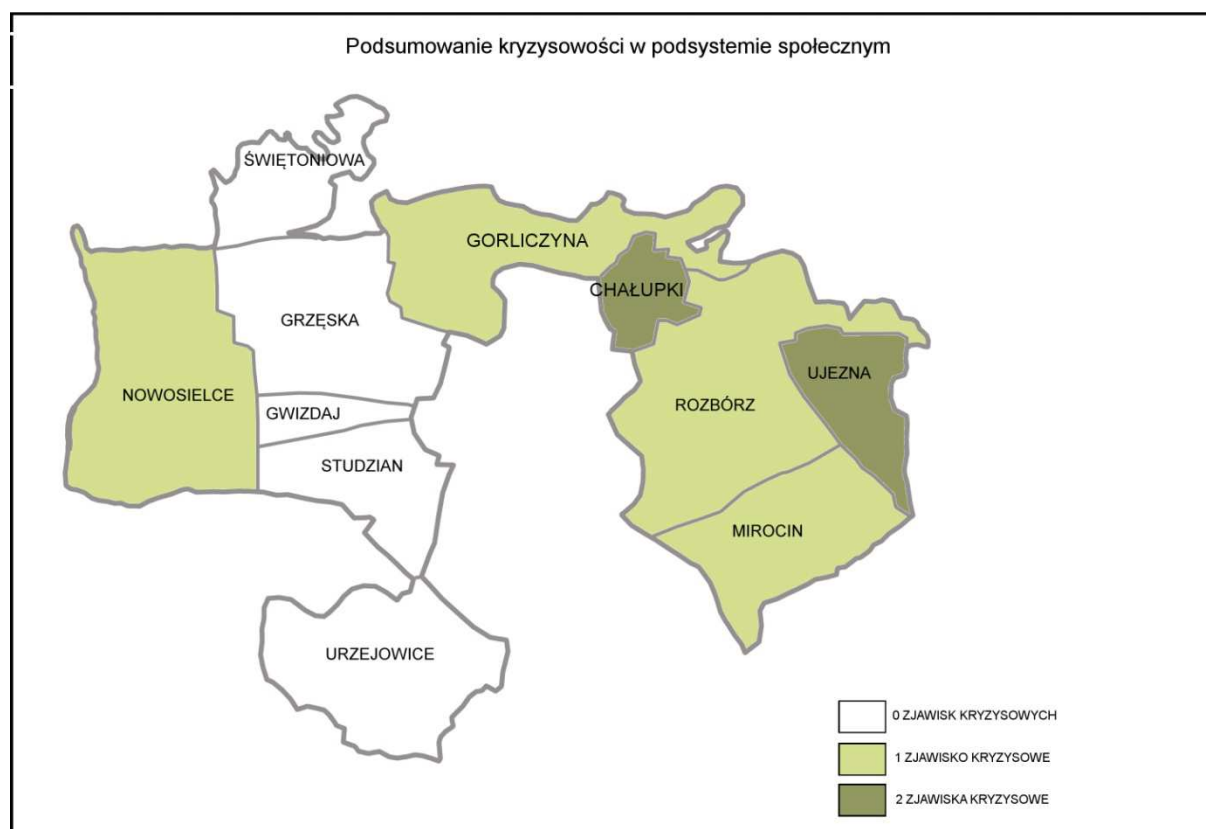 Podsumowanie kryzysowości w podsystemie społecznym
ŚWIĘTONIOWA
GORLICZYNA
CHAŁUPKI
GRZĘSKA
UJEZNA
NOWOSIELCE
ROZBÓRZ
GWIZDAJ
STUDZIAN
MIROCIN
URZEJOWICE
0 ZJAWISK KRYZYSOWYCH
1 ZJAWISKO KRYZYSOWE
2 ZJAWISKA KRYZYSOWE